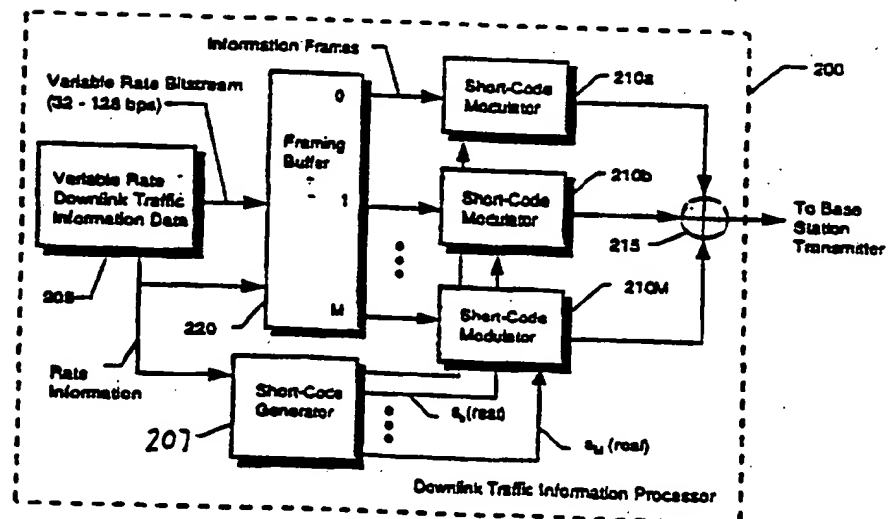 Information Frames
Variable Rate Bitstream
(32 - 128 bps)
0
Framing
Buffer
1
M
Short-Code
Modulator
210a
200
Variable Rate
Downlink Traffic
Information Data
205
Short-Code
Modulator
210b
215
To Base
Station
Transmitter
220
Short-Code
Modulator
210M
Rate
Information
Short-Code
Generator
207
(real)
sM (real)
Downlink Traffic Information Processor